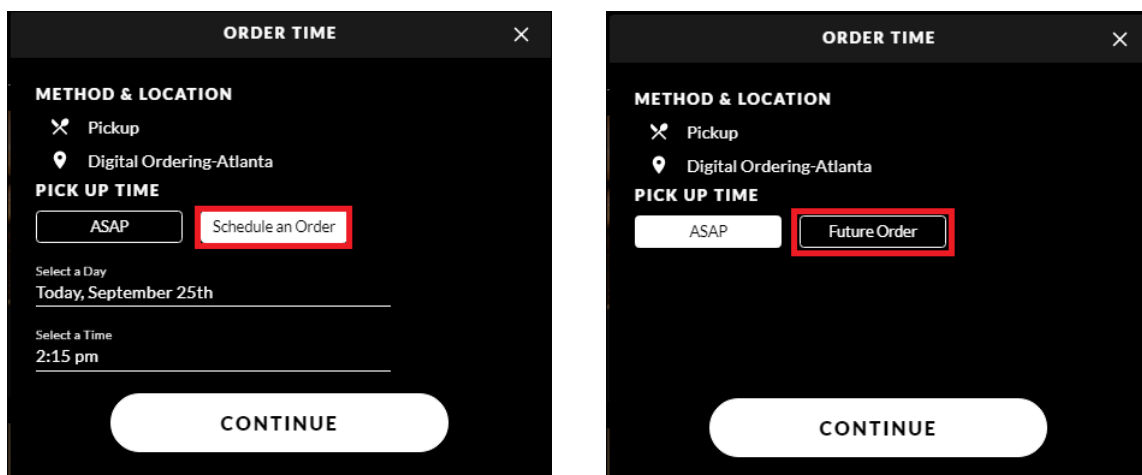 ORDER TIME
METHOD & LOCATION
Pickup
Digital Ordering-Atlanta
PICK UP TIME
ASAP
Schedule an Order
Select a Day
Today, September 25th
Select a Time
2:15 pm
CONTINUE
ORDER TIME
METHOD & LOCATION
Pickup
Digital Ordering-Atlanta
PICK UP TIME
ASAP
Future Order
CONTINUE